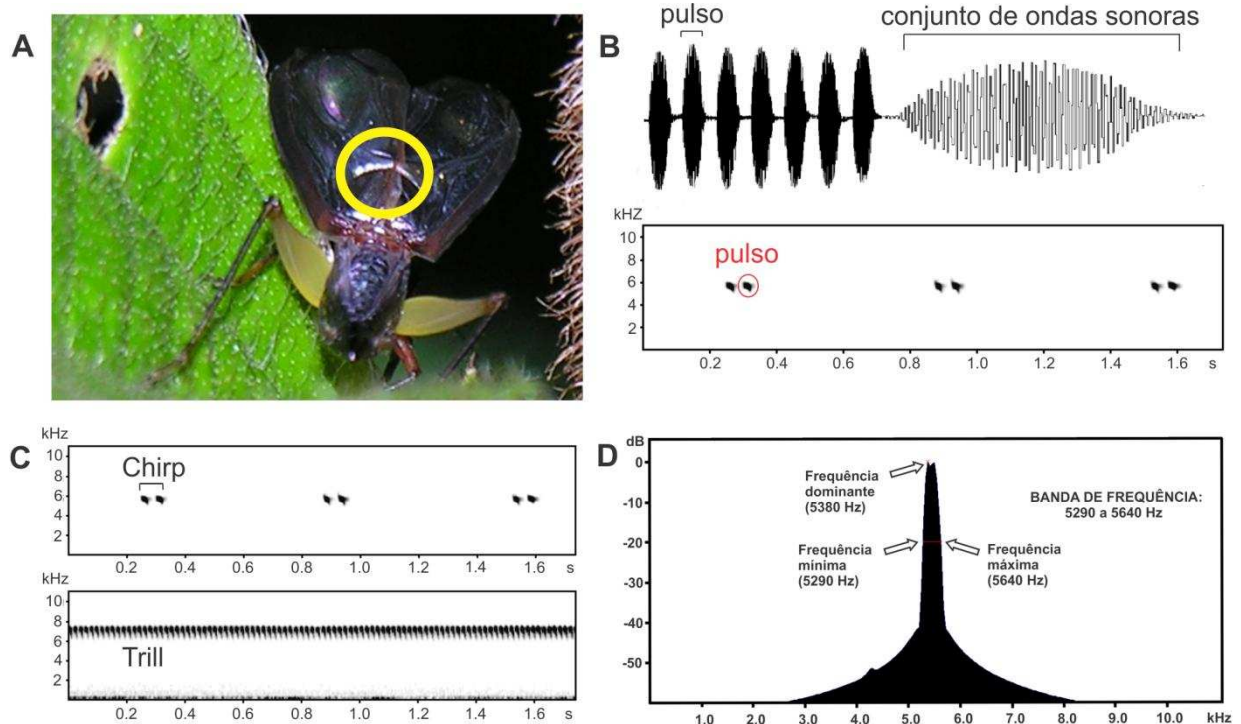 A
B
pulso
conjunto de ondas sonoras
kHZ
10
8
6
4
2
pulso
0.2 0.4 0.6 0.8 1.0 1.2 1.4 1.6 s
C
kHz
10
8
6
4
2
Chirp
0.2 0.4 0.6 0.8 1.0 1.2 1.4 1.6 s
kHz
10
8
6
4
2
Trill
0.2 0.4 0.6 0.8 1.0 1.2 1.4 1.6 s
D
dB
0
-10
-20
-30
-40
-50
Frequência
dominante
(5380 Hz)
BANDA DE FREQUÊNCIA:
5290 a 5640 Hz
Frequência
mínima
(5290 Hz)
Frequência
máxima
(5640 Hz)
1.0 2.0 3.0 4.0 5.0 6.0 7.0 8.0 9.0 10.0 kHz